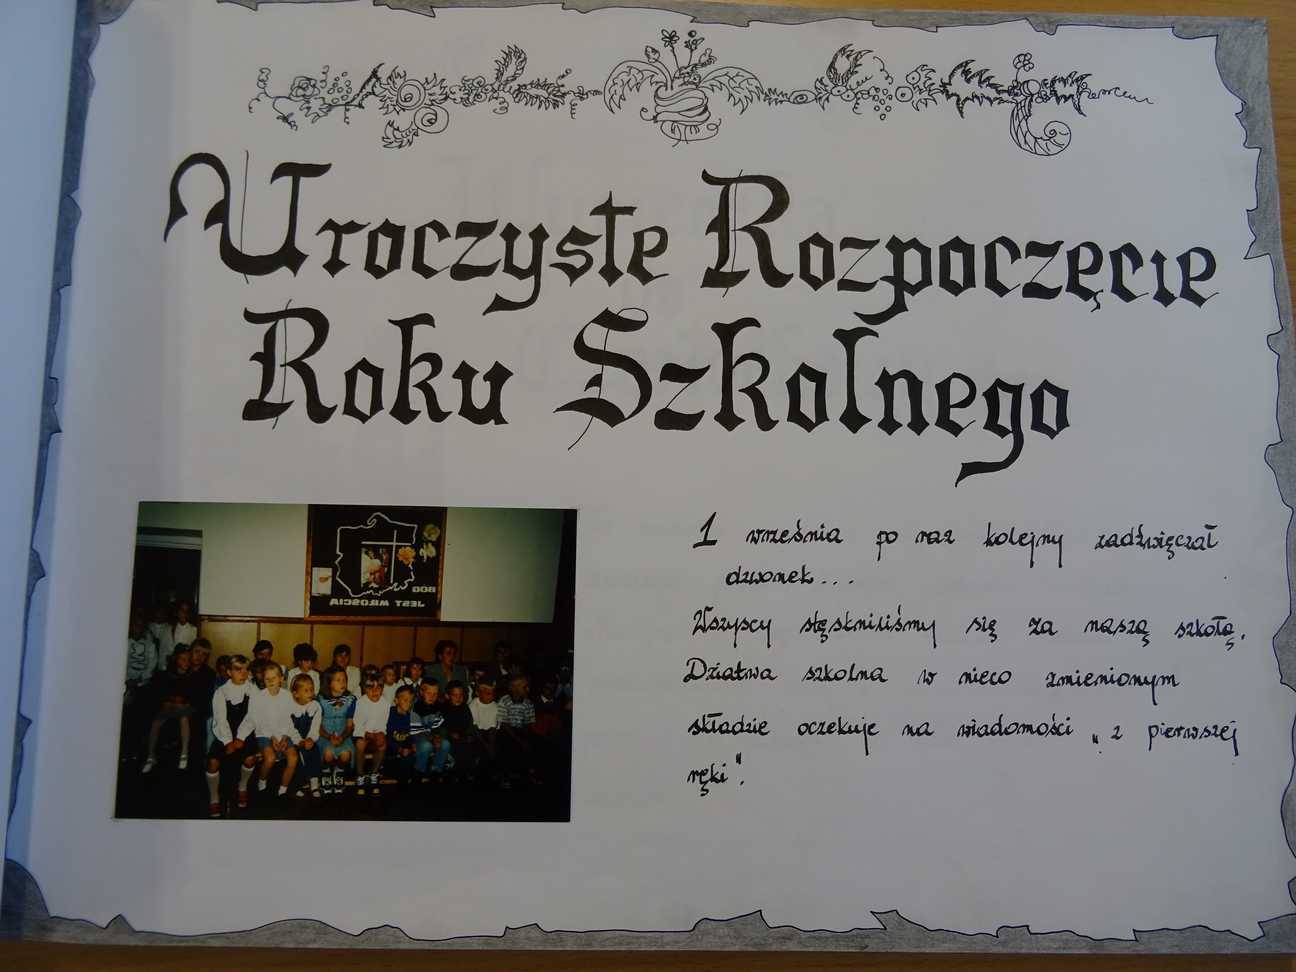 Uroczyste Rozpoczęcie
Roku Szkolnego
BÓG
JEST MIŁOŚCIĄ
1 września po raz kolejny zadźwięczał
dzwonek...
Wszyscy stęskniliśmy się za naszą szkołą.
Dziatwa szkolna w nieco zmienionym
składzie oczekuje na wiadomości „z pierwszej
ręki".